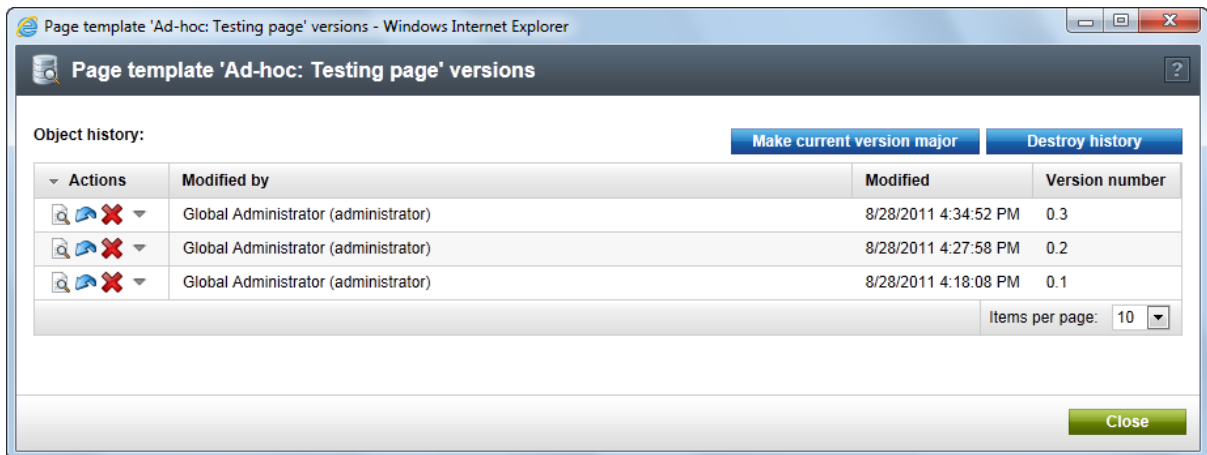 Page template 'Ad-hoc: Testing page' versions - Windows Internet Explorer
Page template 'Ad-hoc: Testing page' versions ?
Object history:
Make current version major Destroy history
Actions Modified by Modified Version number
Global Administrator (administrator) 8/28/2011 4:34:52 PM 0.3
Global Administrator (administrator) 8/28/2011 4:27:58 PM 0.2
Global Administrator (administrator) 8/28/2011 4:18:08 PM 0.1
Items per page: 10
Close